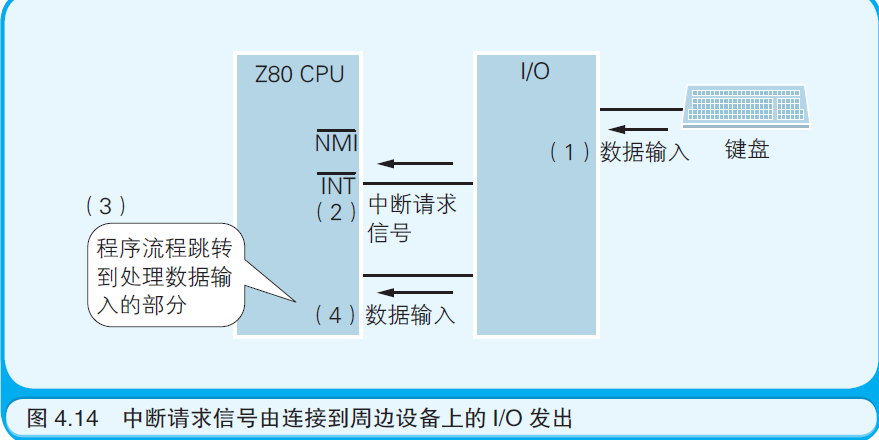 Z80 CPU
I/O
NMI
(1)数据输入
键盘
INT
(2)
中断请求
信号
(3)
程序流程跳转
到处理数据输
入的部分
(4)数据输入
图 4.14 中断请求信号由连接到周边设备上的 I/O 发出